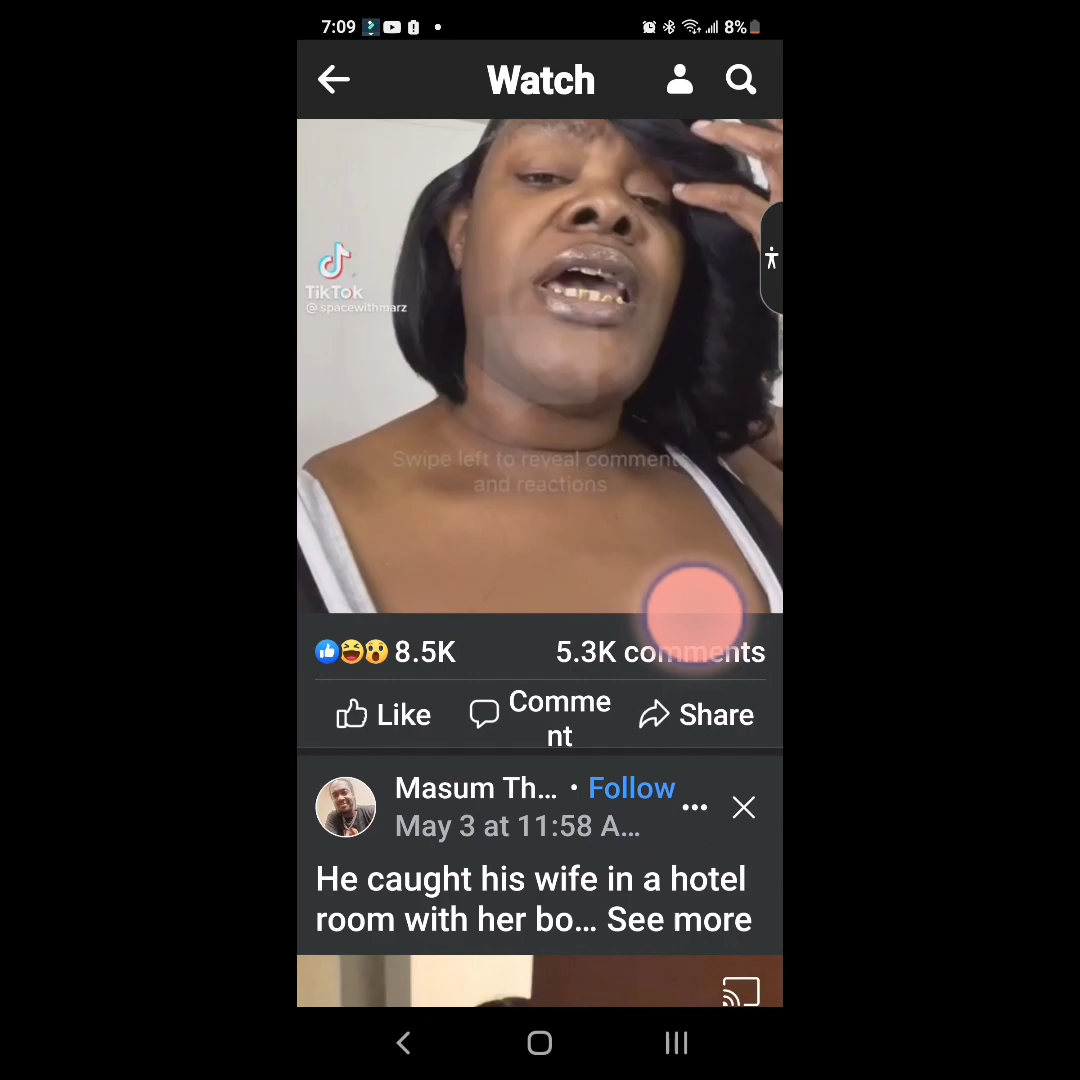 7:09
8%
Watch
TikTok
@spacewithmarz
Swipe left to reveal comments
and reactions
8.5K
5.3K comments
Like
Comme
nt
Share
Masum Th... · Follow
May 3 at 11:58 A...
He caught his wife in a hotel
room with her bo... See more